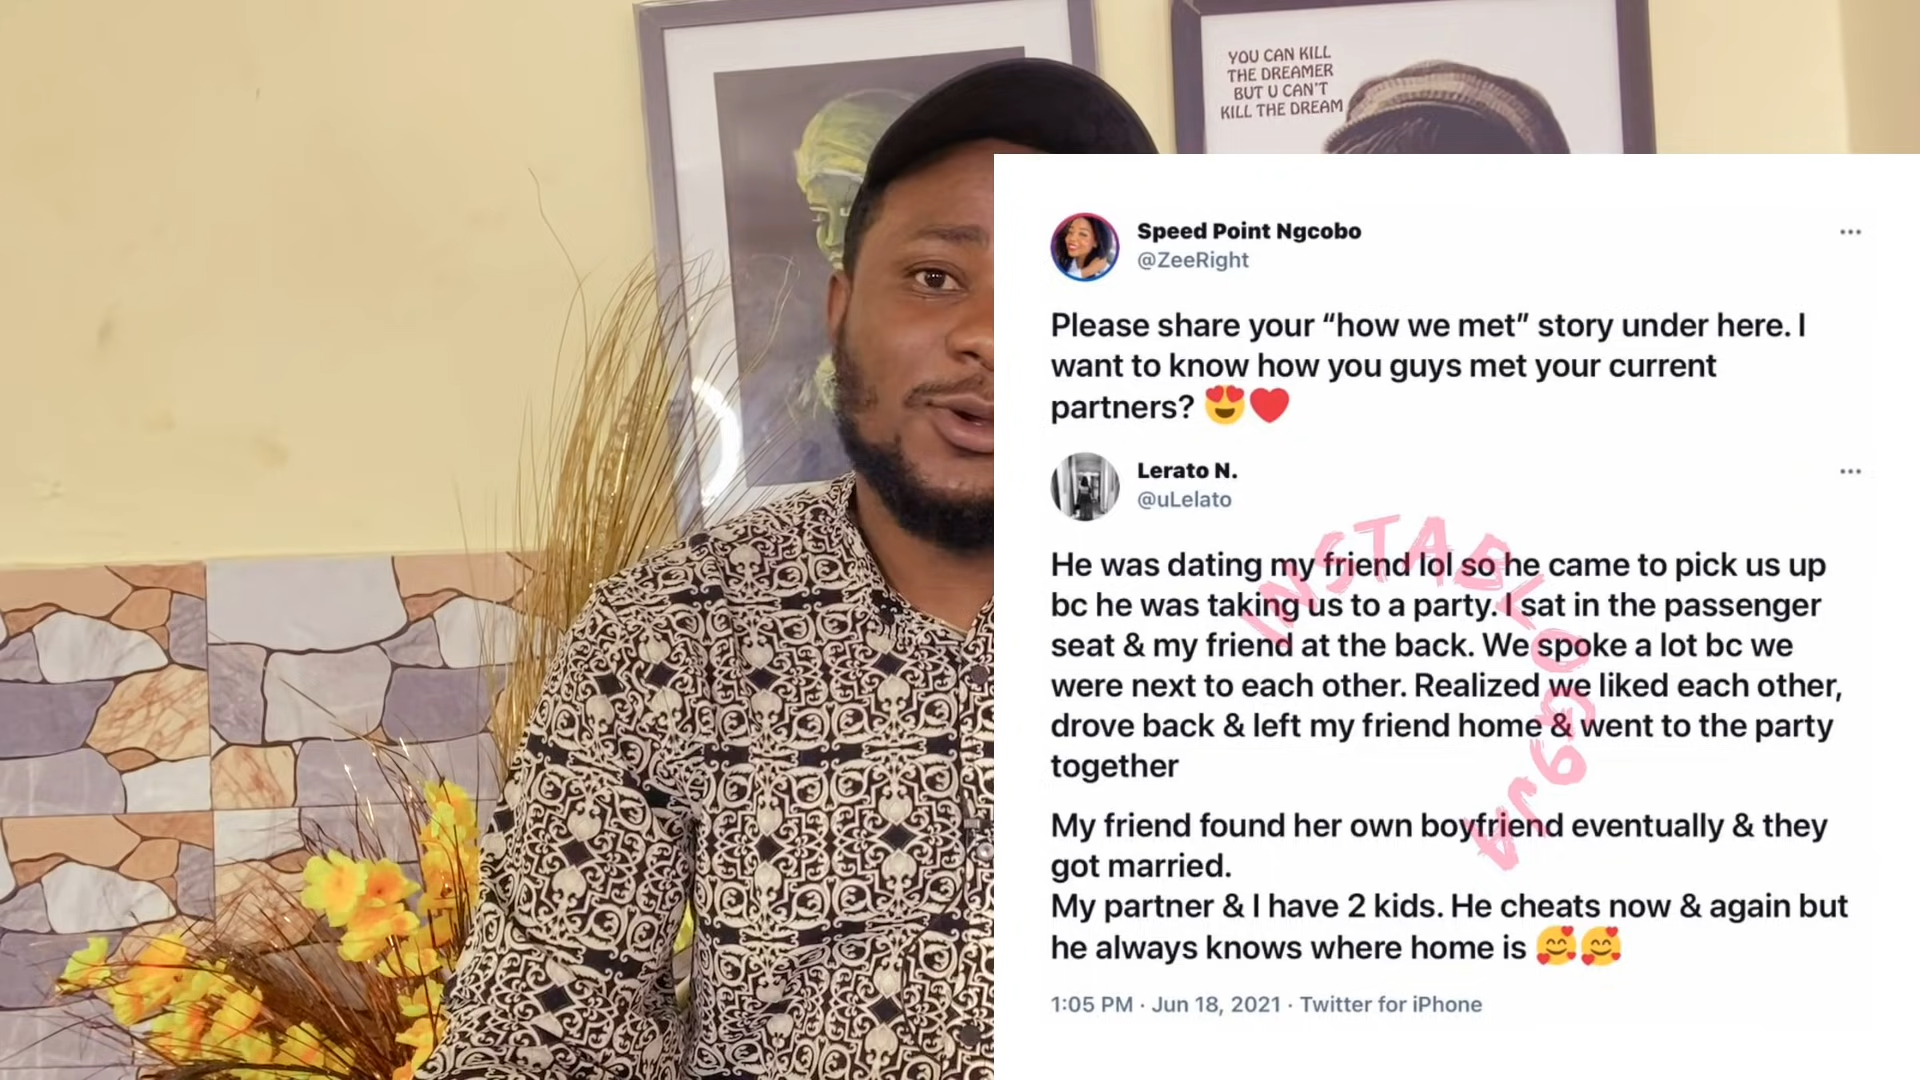 YOU CAN KILL
THE DREAMER
BUT U CAN'T
KILL THE DREAM
Speed Point Ngcobo
@ZeeRight
Please share your “how we met” story under here. I
want to know how you guys met your current
partners? 😍❤️
Lerato N.
@uLelato
He was dating my friend lol so he came to pick us up
bc he was taking us to a party. I sat in the passenger
seat & my friend at the back. We spoke a lot bc we
were next to each other. Realized we liked each other,
drove back & left my friend home & went to the party
together
My friend found her own boyfriend eventually & they
got married.
My partner & I have 2 kids. He cheats now & again but
he always knows where home is 🥰🥰
1:05 PM · Jun 18, 2021 · Twitter for iPhone
INSTABLOG9JA